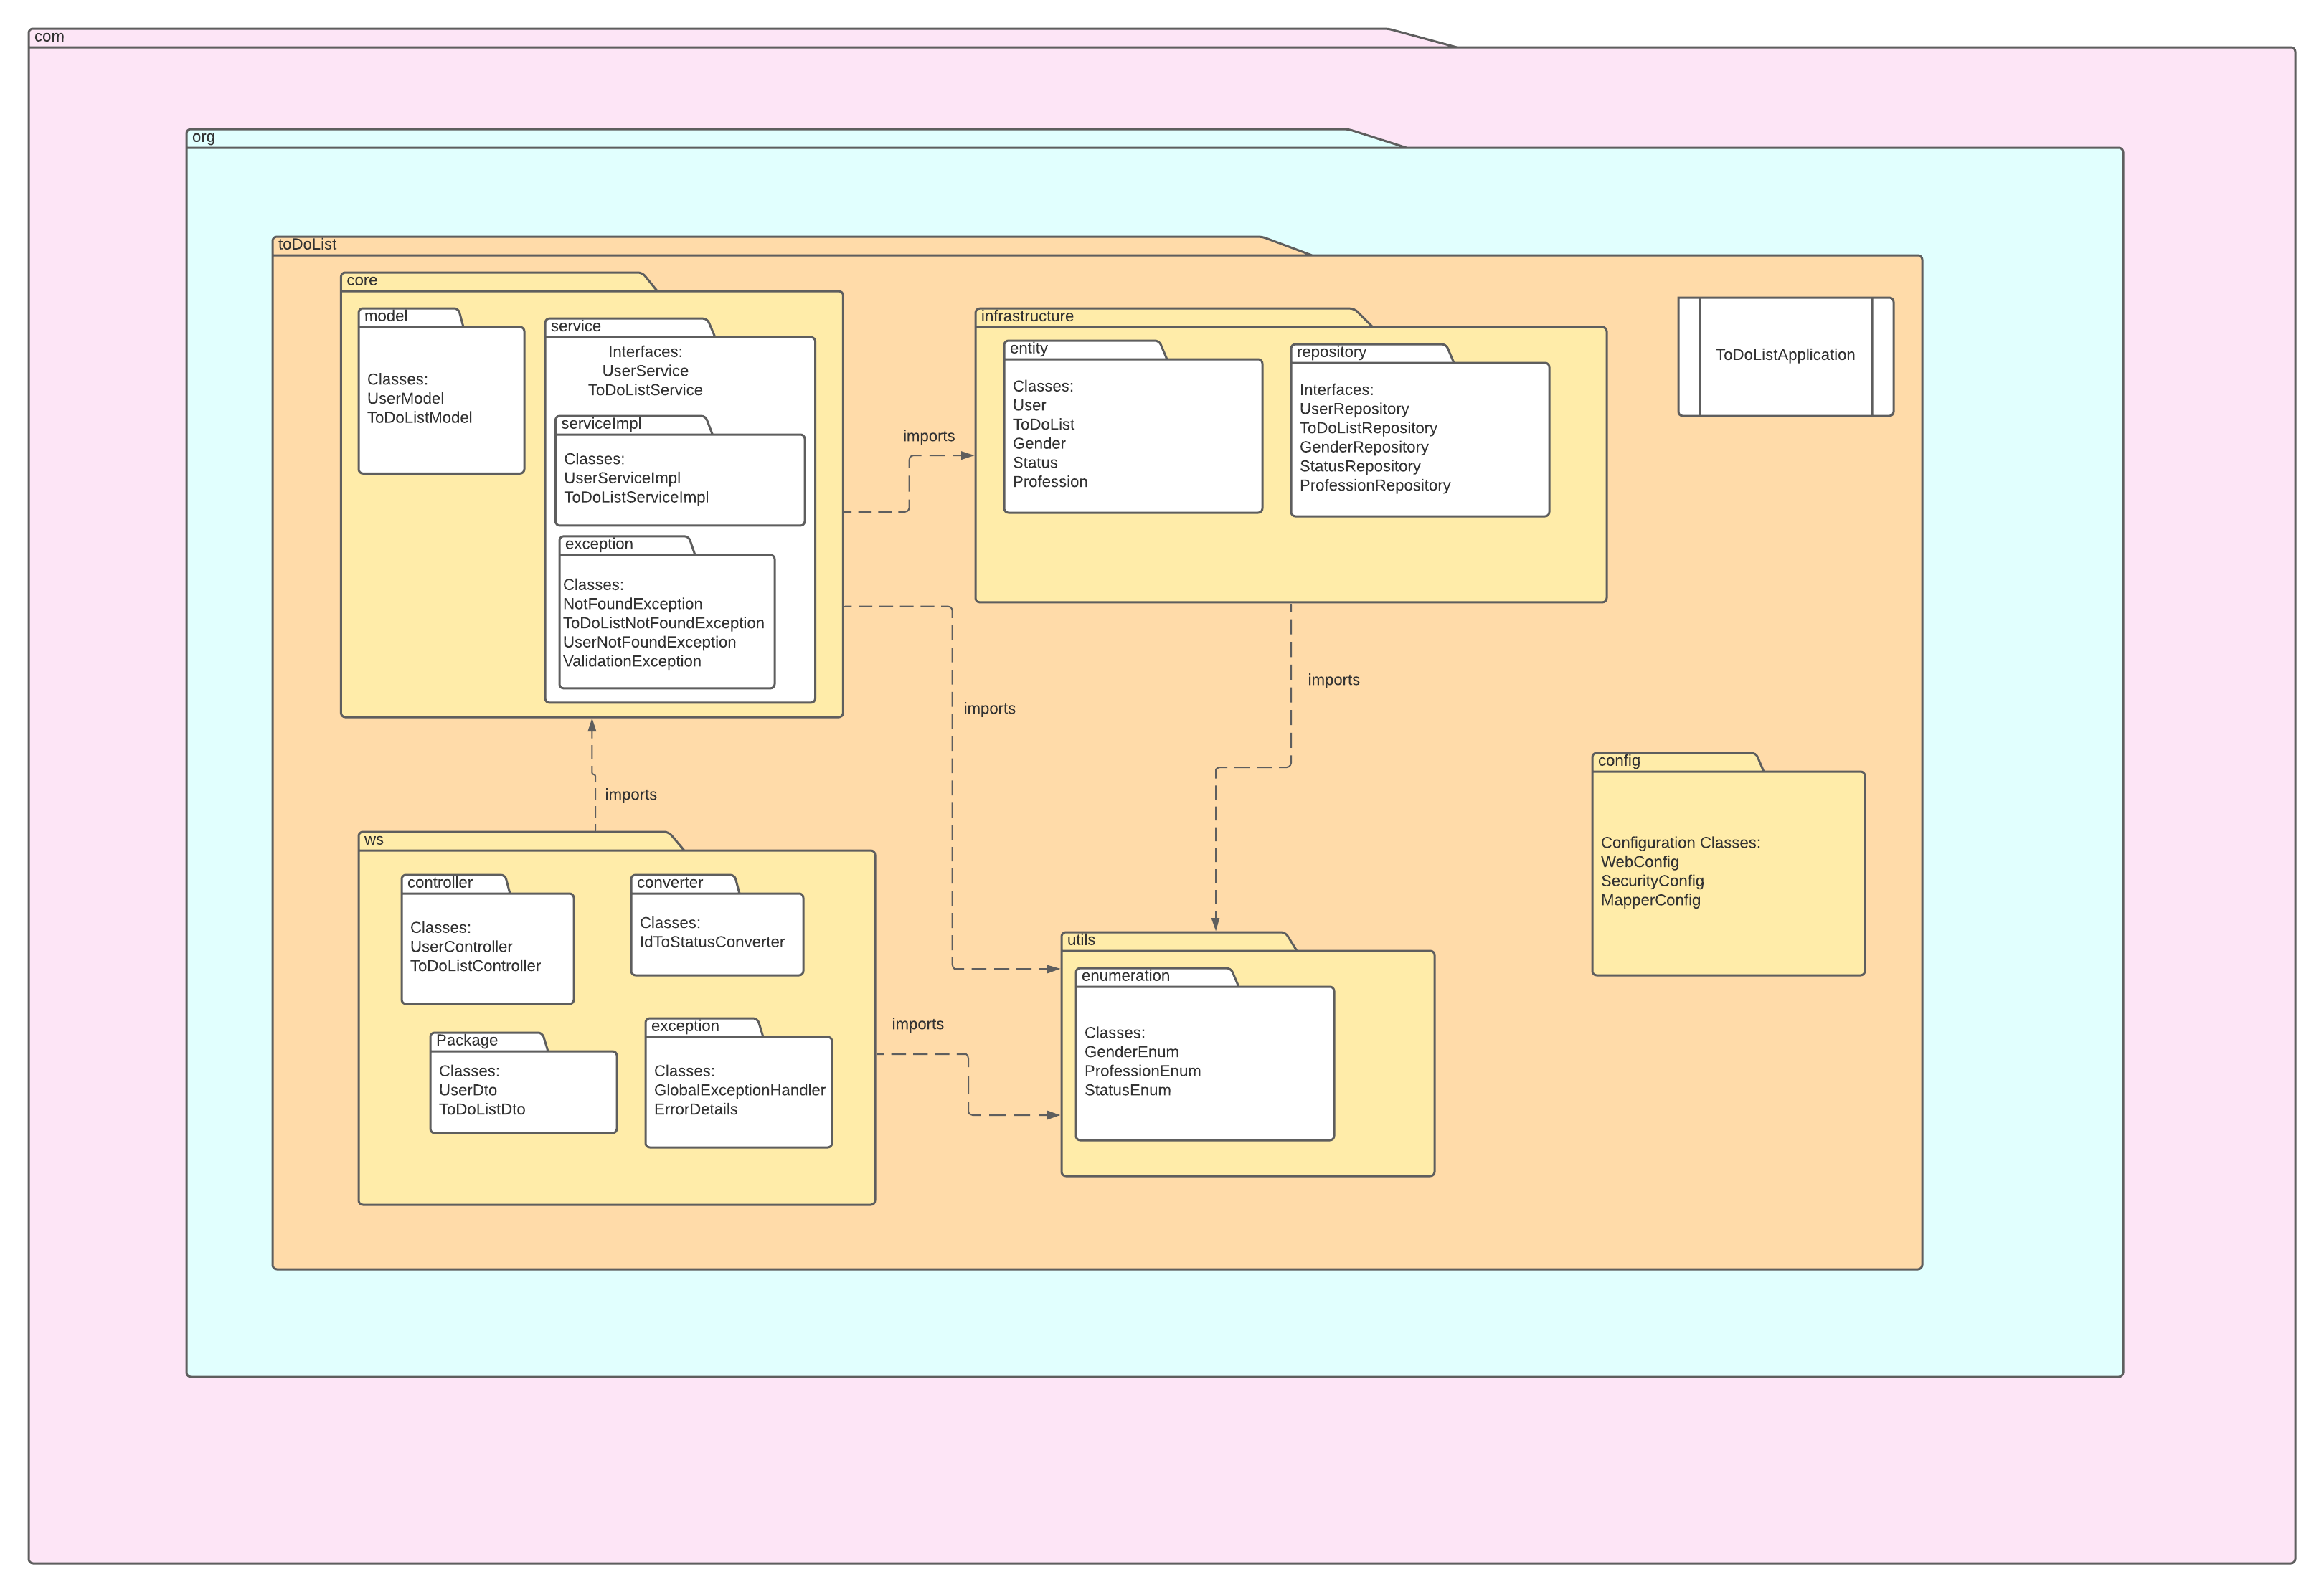 com
org
toDoList
core
model
Classes:
UserModel
ToDoListModel
service
Interfaces:
UserService
ToDoListService
serviceImpl
Classes:
UserServiceImpl
ToDoListServiceImpl
exception
Classes:
NotFoundException
ToDoListNotFoundException
UserNotFoundException
ValidationException
imports
infrastructure
entity
Classes:
User
ToDoList
Gender
Status
Profession
repository
Interfaces:
UserRepository
ToDoListRepository
GenderRepository
StatusRepository
ProfessionRepository
ToDoListApplication
imports
imports
imports
config
Configuration Classes:
WebConfig
SecurityConfig
MapperConfig
ws
controller
Classes:
UserController
ToDoListController
converter
Classes:
IdToStatusConverter
Package
Classes:
UserDto
ToDoListDto
exception
Classes:
GlobalExceptionHandler
ErrorDetails
imports
utils
enumeration
Classes:
GenderEnum
ProfessionEnum
StatusEnum